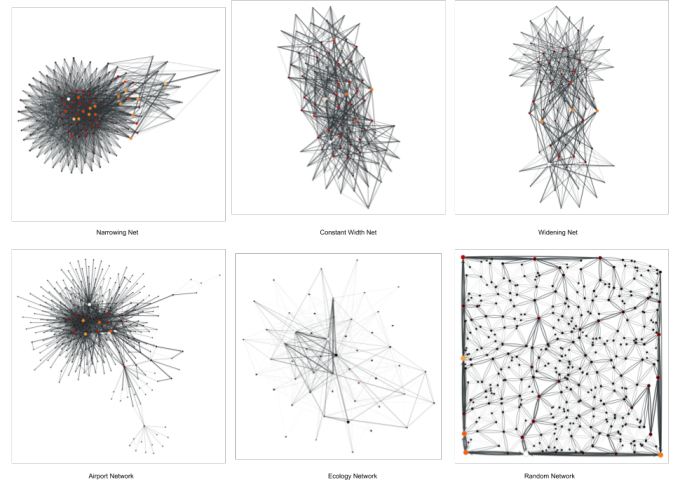 Narrowing Net
Constant Width Net
Widening Net
Airport Network
Ecology Network
Random Network